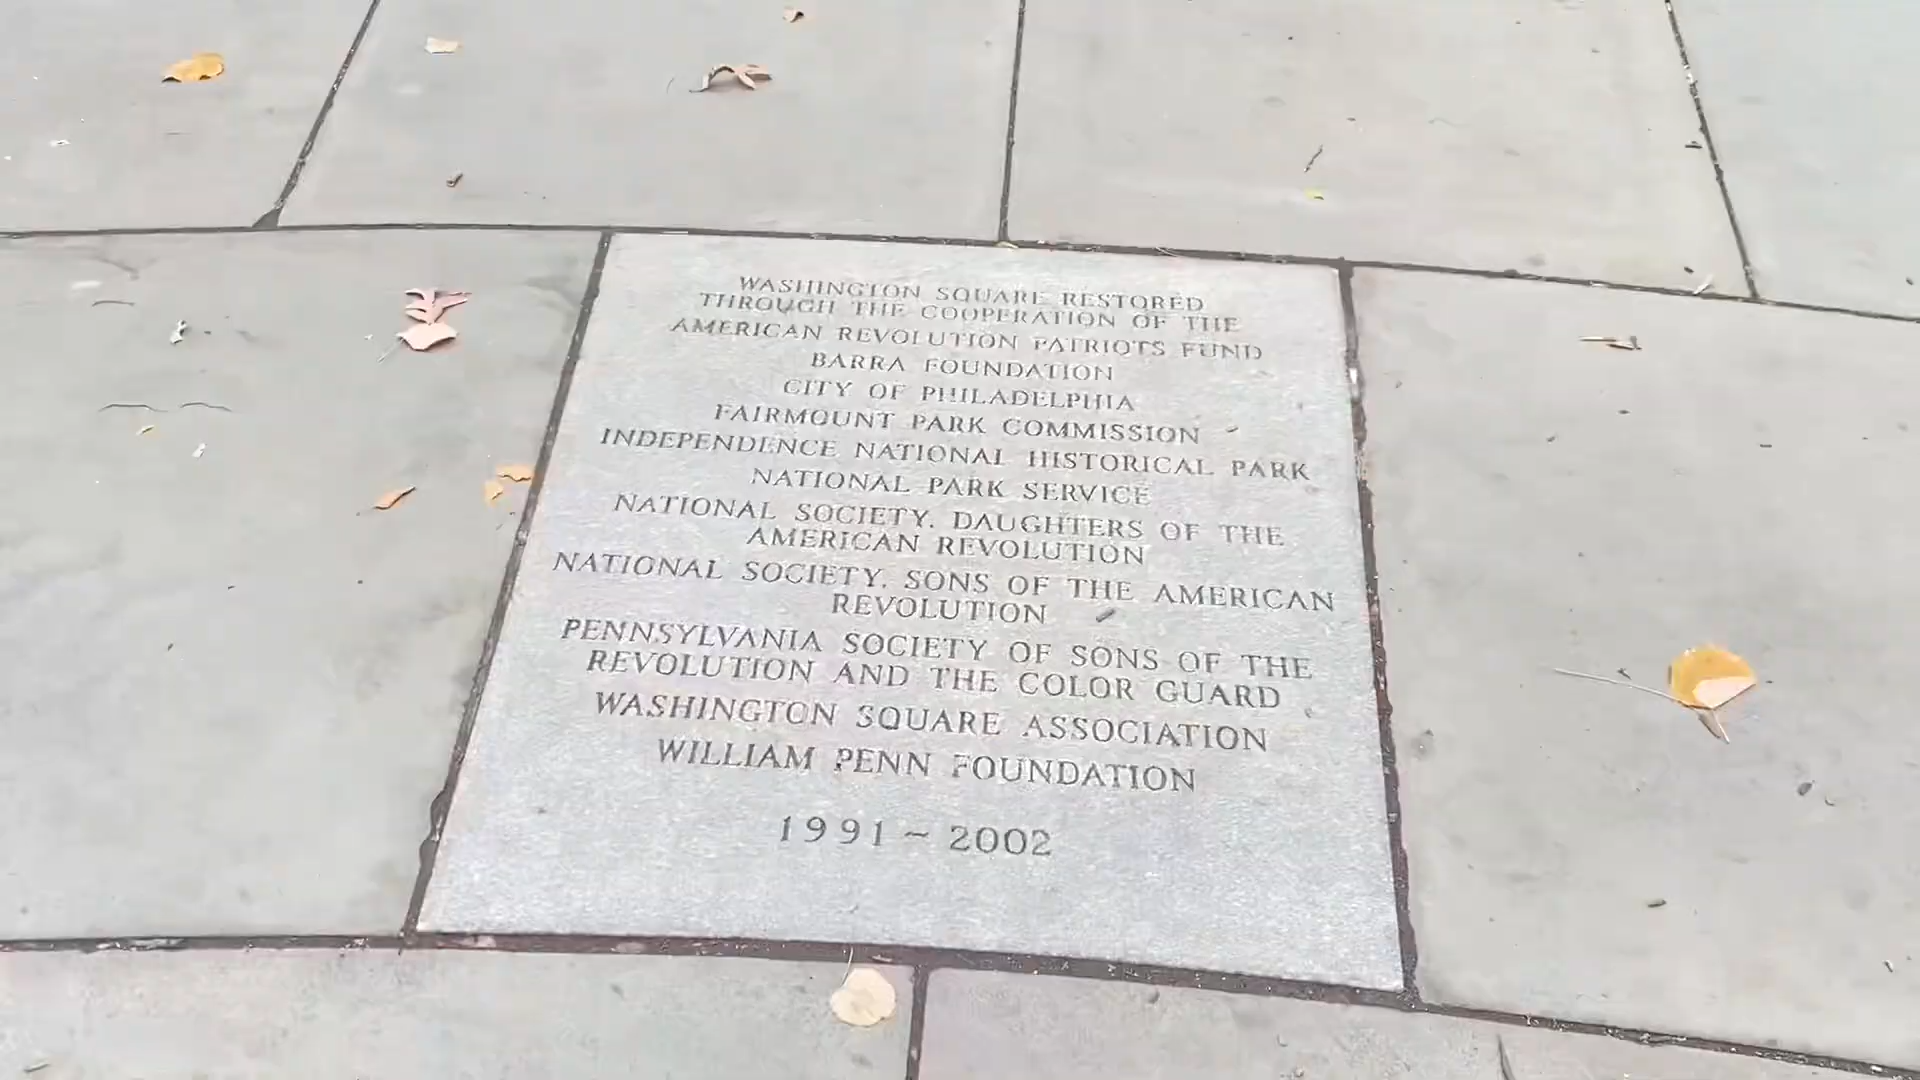 WASHINGTON SQUARE RESTORED
THROUGH THE COOPERATION OF THE
AMERICAN REVOLUTION PATRIOTS FUND
BARRA FOUNDATION
CITY OF PHILADELPHIA
FAIRMOUNT PARK COMMISSION
INDEPENDENCE NATIONAL HISTORICAL PARK
NATIONAL PARK SERVICE
NATIONAL SOCIETY. DAUGHTERS OF THE
AMERICAN REVOLUTION
NATIONAL SOCIETY. SONS OF THE AMERICAN
REVOLUTION
PENNSYLVANIA SOCIETY OF SONS OF THE
REVOLUTION AND THE COLOR GUARD
WASHINGTON SQUARE ASSOCIATION
WILLIAM PENN FOUNDATION
1991 ~ 2002